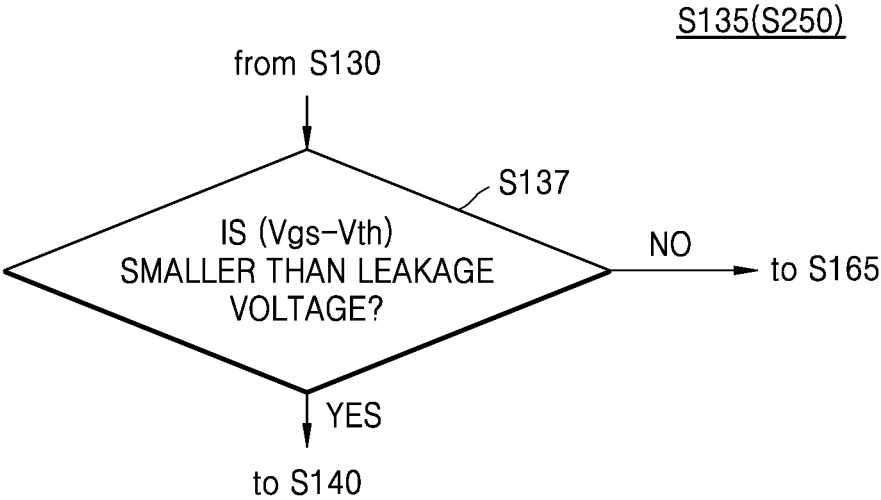 S135(S250)
from S130
S137
IS (Vgs-Vth)
SMALLER THAN LEAKAGE
VOLTAGE?
NO
to S165
YES
to S140